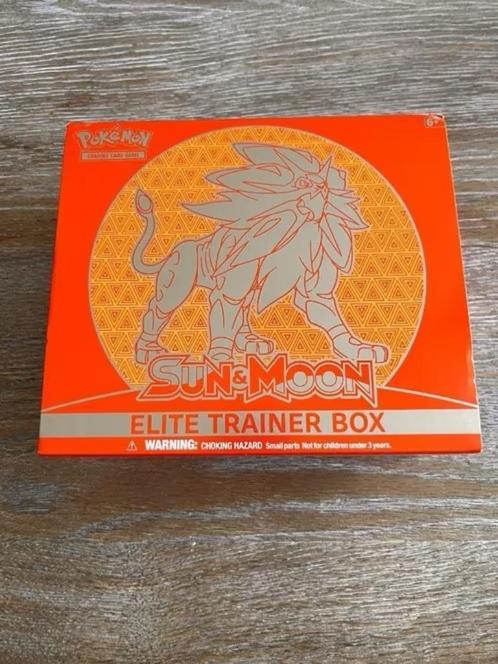 POKéMON
TRADING CARD GAME
6+
SUN & MOON
ELITE TRAINER BOX
⚠ WARNING: CHOKING HAZARD Small parts Not for children under 3 years.